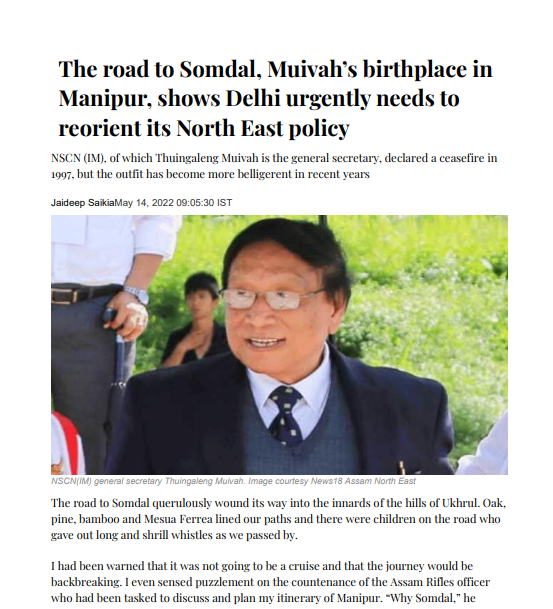 The road to Somdal, Muivah’s birthplace in
Manipur, shows Delhi urgently needs to
reorient its North East policy
NSCN (IM), of which Thuingaleng Muivah is the general secretary, declared a ceasefire in
1997, but the outfit has become more belligerent in recent years
Jaideep SaikiaMay 14, 2022 09:05:30 IST
NSCN(IM) general secretary Thuingaleng Muivah. Image courtesy News18 Assam North East
The road to Somdal querulously wound its way into the innards of the hills of Ukhrul. Oak,
pine, bamboo and Mesua Ferrea lined our paths and there were children on the road who
gave out long and shrill whistles as we passed by.
I had been warned that it was not going to be a cruise and that the journey would be
backbreaking. I even sensed puzzlement on the countenance of the Assam Rifles officer
who had been tasked to discuss and plan my itinerary of Manipur. “Why Somdal,” he